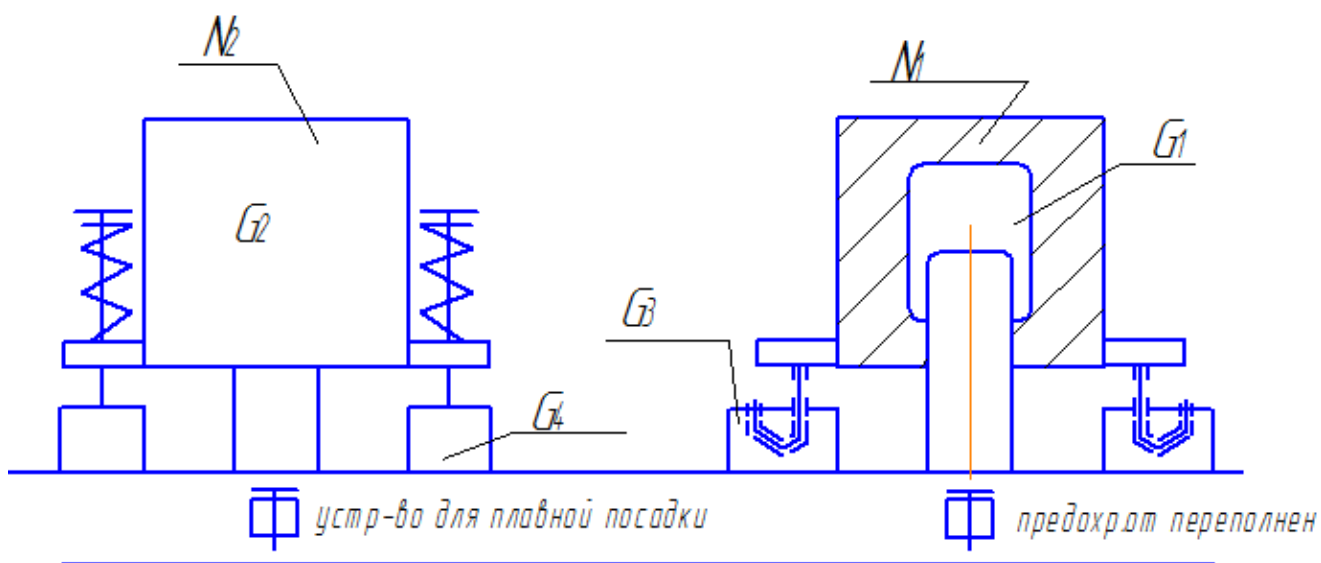 N2
N1
G1
G2
G3
G4
устр-во для плавной посадки
предохр.от переполнен